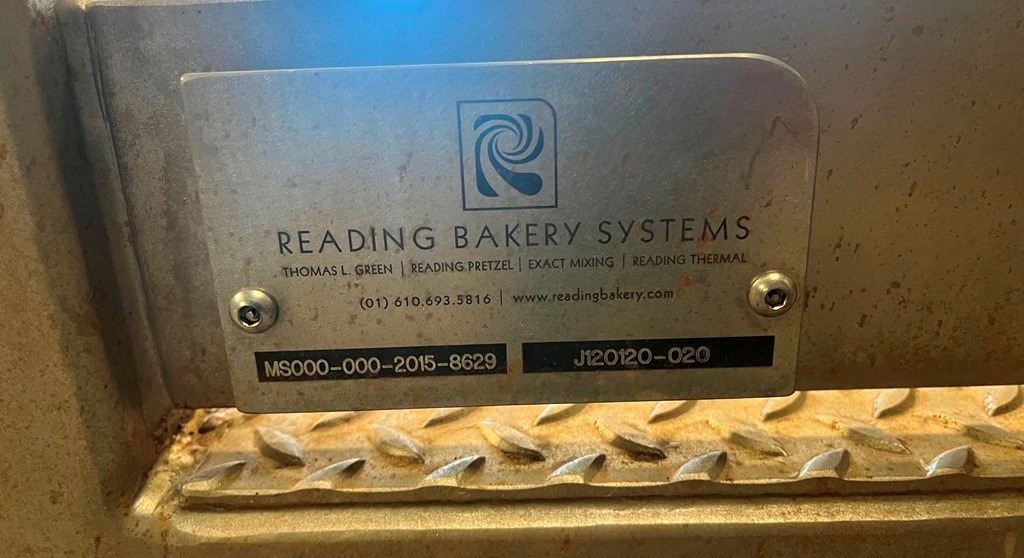 READING BAKERY SYSTEMS
THOMAS L. GREEN | READING PRETZEL | EXACT MIXING | READING THERMAL
(01) 610.693.5816 | www.readingbakery.com
MS000-000-2015-8629 J120120-020